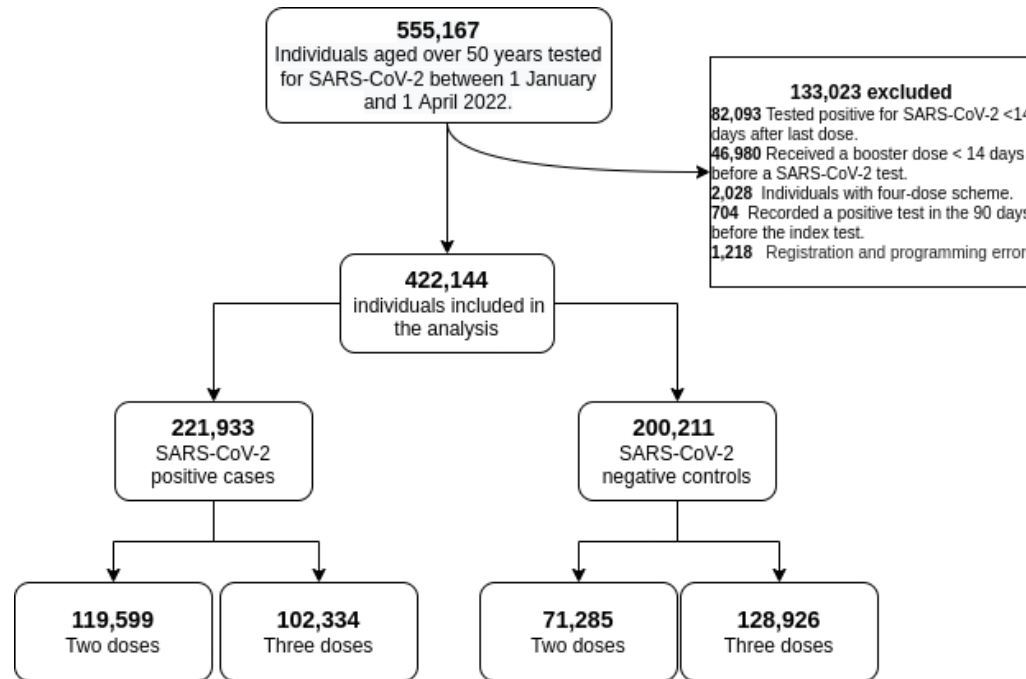 555,167
Individuals aged over 50 years tested
for SARS-CoV-2 between 1 January
and 1 April 2022.
133,023 excluded
82,093 Tested positive for SARS-CoV-2 <14
days after last dose.
46,980 Received a booster dose < 14 days
before a SARS-CoV-2 test.
2,028 Individuals with four-dose scheme.
704 Recorded a positive test in the 90 days
before the index test.
1,218 Registration and programming error
422,144
individuals included in
the analysis
221,933
SARS-CoV-2
positive cases
200,211
SARS-CoV-2
negative controls
119,599
Two doses
102,334
Three doses
71,285
Two doses
128,926
Three doses